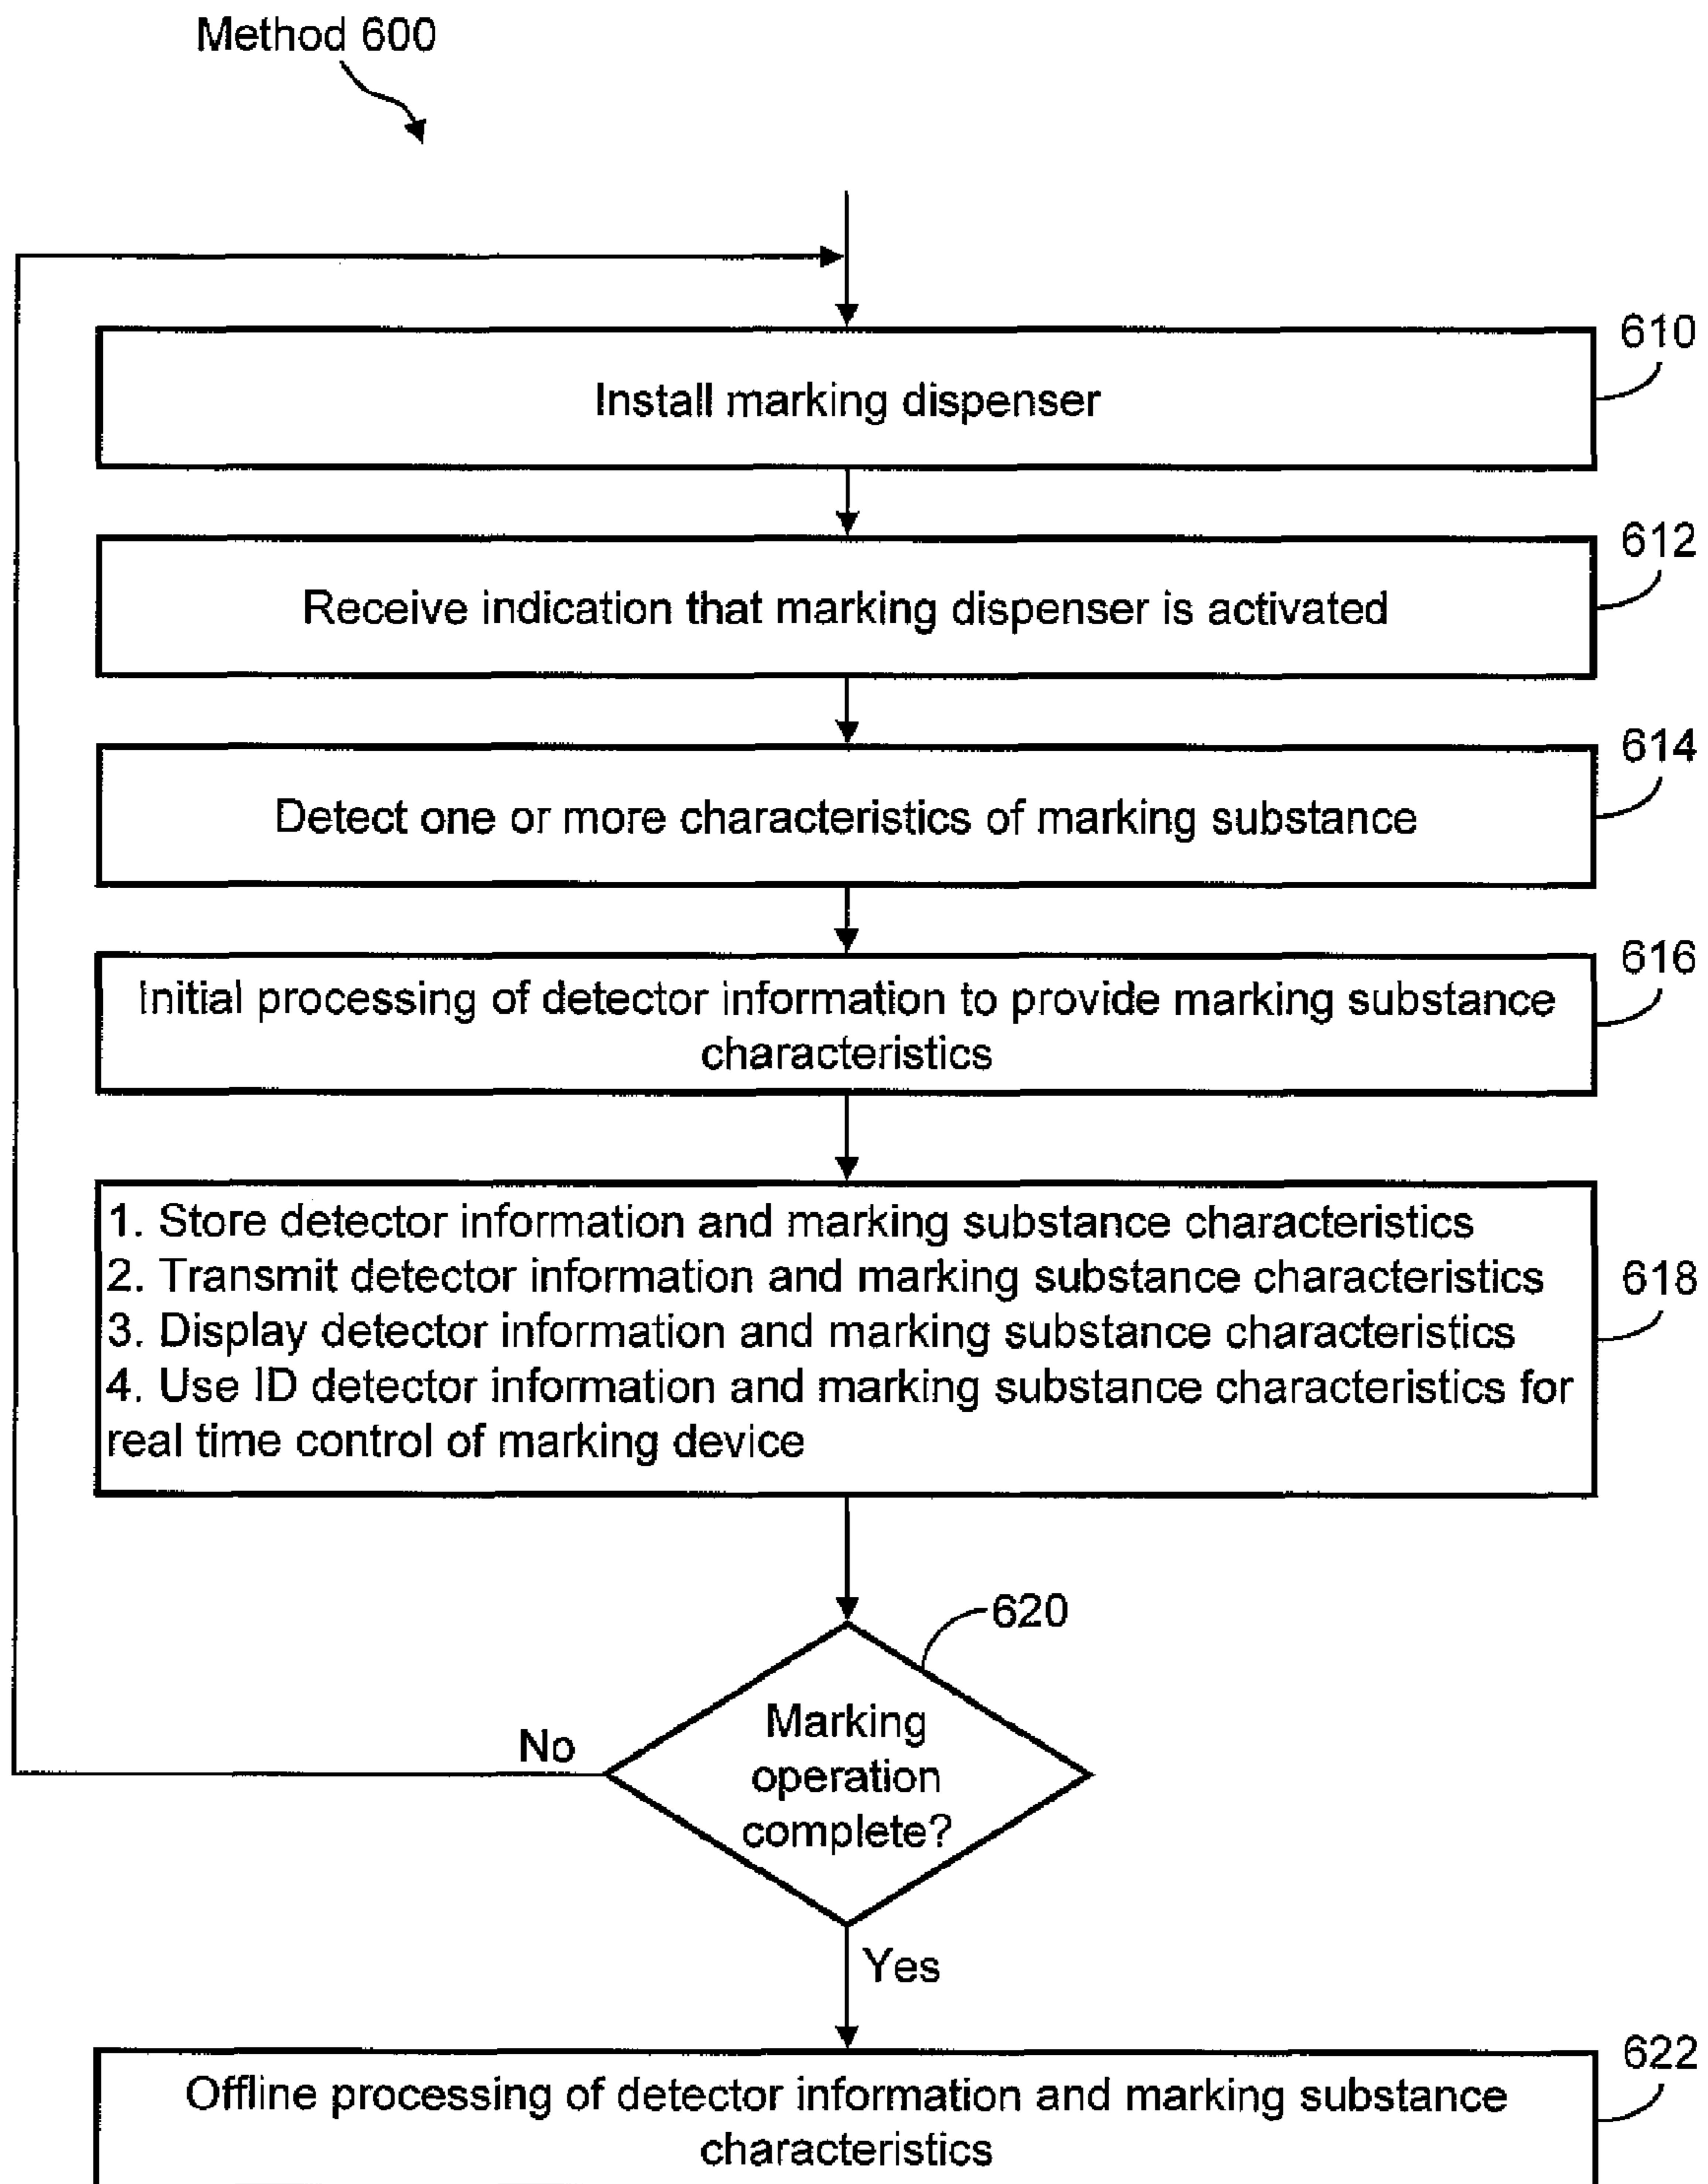 Method 600
610
Install marking dispenser
612
Receive indication that marking dispenser is activated
614
Detect one or more characteristics of marking substance
616
Initial processing of detector information to provide marking substance
characteristics
1. Store detector information and marking substance characteristics
2. Transmit detector information and marking substance characteristics
618
3. Display detector information and marking substance characteristics
4. Use ID detector information and marking substance characteristics for
real time control of marking device
620
Marking
operation
complete?
No
Yes
622
Offline processing of detector information and marking substance
characteristics